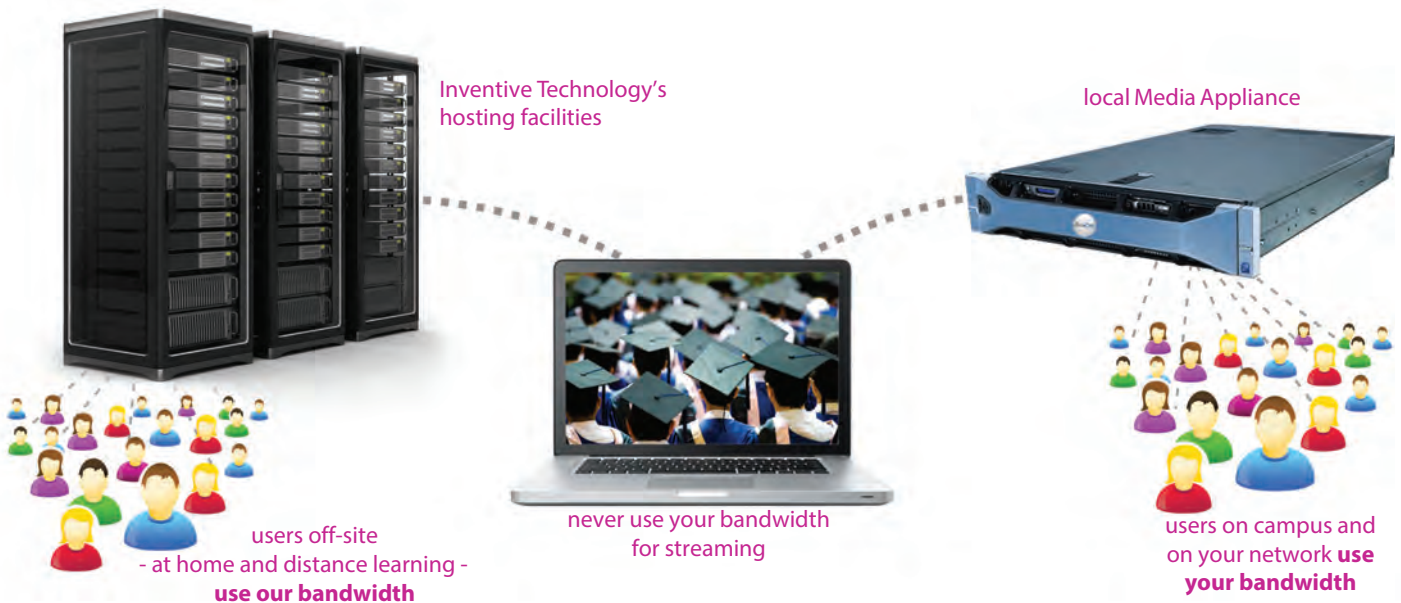 Inventive Technology's
hosting facilities
local Media Appliance
never use your bandwidth
for streaming
users off-site
- at home and distance learning -
use our bandwidth
users on campus and
on your network use
your bandwidth